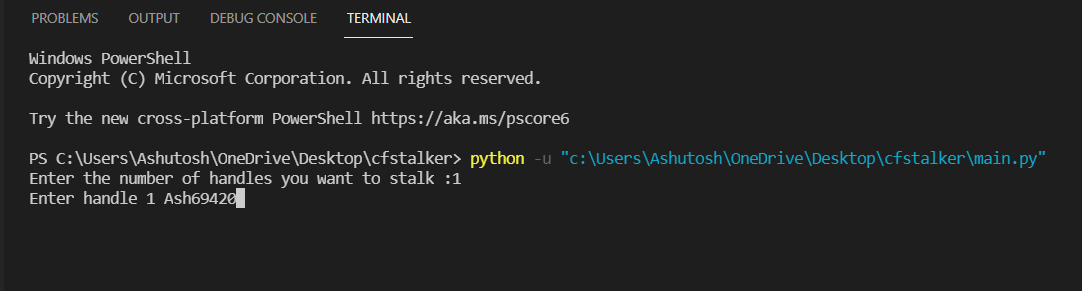 PROBLEMS OUTPUT DEBUG CONSOLE TERMINAL
Windows PowerShell
Copyright (C) Microsoft Corporation. All rights reserved.
Try the new cross-platform PowerShell https://aka.ms/pscore6
PS C:\Users\Ashutosh\OneDrive\Desktop\cfstalker> python -u "c:\Users\Ashutosh\OneDrive\Desktop\cfstalker\main.py"
Enter the number of handles you want to stalk :1
Enter handle 1 Ash69420